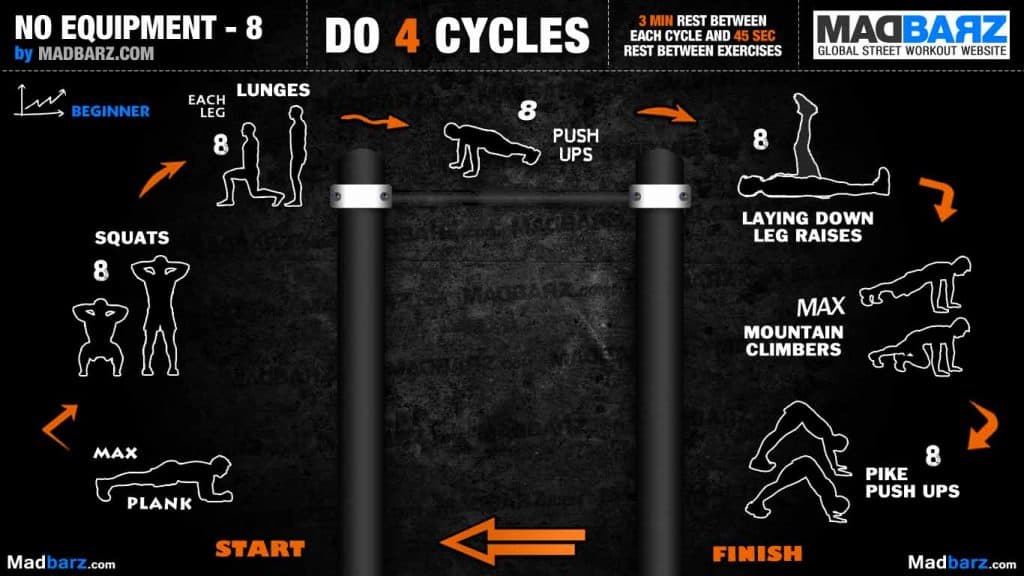 NO EQUIPMENT - 8
by MADBARZ.COM
DO 4 CYCLES
3 MIN REST BETWEEN
EACH CYCLE AND 45 SEC
REST BETWEEN EXERCISES
MADBARZ
GLOBAL STREET WORKOUT WEBSITE
BEGINNER
EACH
LEG
LUNGES
8
8
PUSH
UPS
8
LAYING DOWN
LEG RAISES
SQUATS
8
MAX
MOUNTAIN
CLIMBERS
MAX
PLANK
8
PIKE
PUSH UPS
START
FINISH
Madbarz.com
Madbarz.com